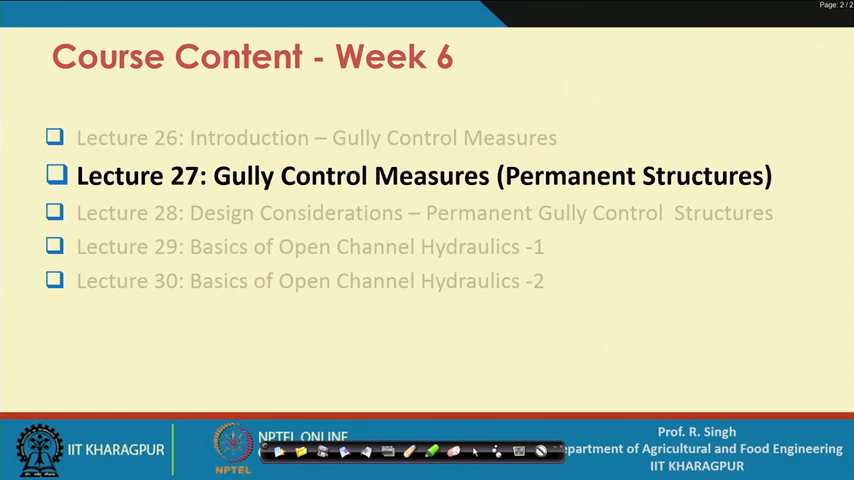 Page: 2 / 2
Course Content - Week 6
Lecture 26: Introduction – Gully Control Measures
Lecture 27: Gully Control Measures (Permanent Structures)
Lecture 28: Design Considerations – Permanent Gully Control Structures
Lecture 29: Basics of Open Channel Hydraulics -1
Lecture 30: Basics of Open Channel Hydraulics -2
IIT KHARAGPUR
NPTEL
NPTEL ONLINE
Prof. R. Singh
epartment of Agricultural and Food Engineering
IIT KHARAGPUR